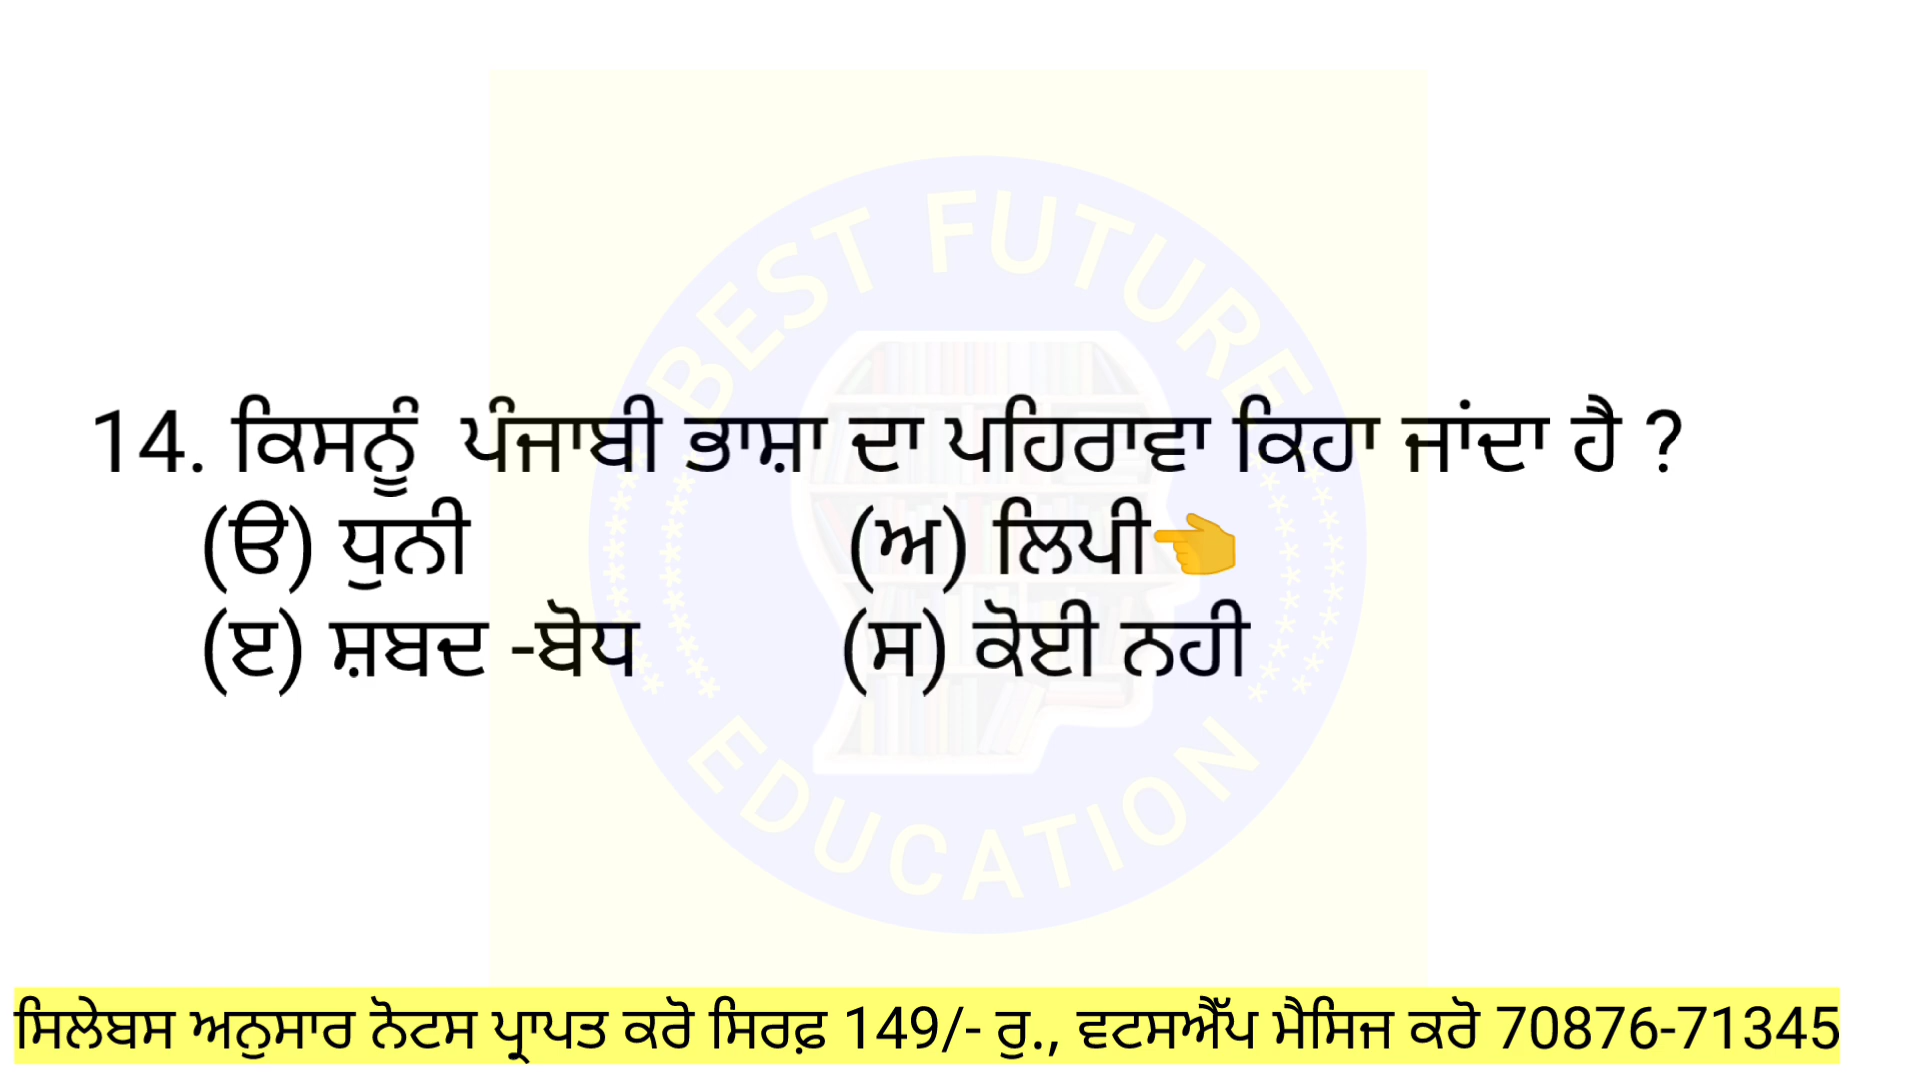 BEST FUTURE
14. ਕਿਸਨੂੰ ਪੰਜਾਬੀ ਭਾਸ਼ਾ ਦਾ ਪਹਿਰਾਵਾ ਕਿਹਾ ਜਾਂਦਾ ਹੈ ?
(ੳ) ਧੁਨੀ (ਅ) ਲਿਪੀ👈
(ੲ) ਸ਼ਬਦ -ਬੋਧ (ਸ) ਕੋਈ ਨਹੀ
EDUCATION
ਸਿਲੇਬਸ ਅਨੁਸਾਰ ਨੋਟਸ ਪ੍ਰਾਪਤ ਕਰੋ ਸਿਰਫ਼ 149/- ਰੁ., ਵਟਸਐੱਪ ਮੈਸਿਜ ਕਰੋ 70876-71345